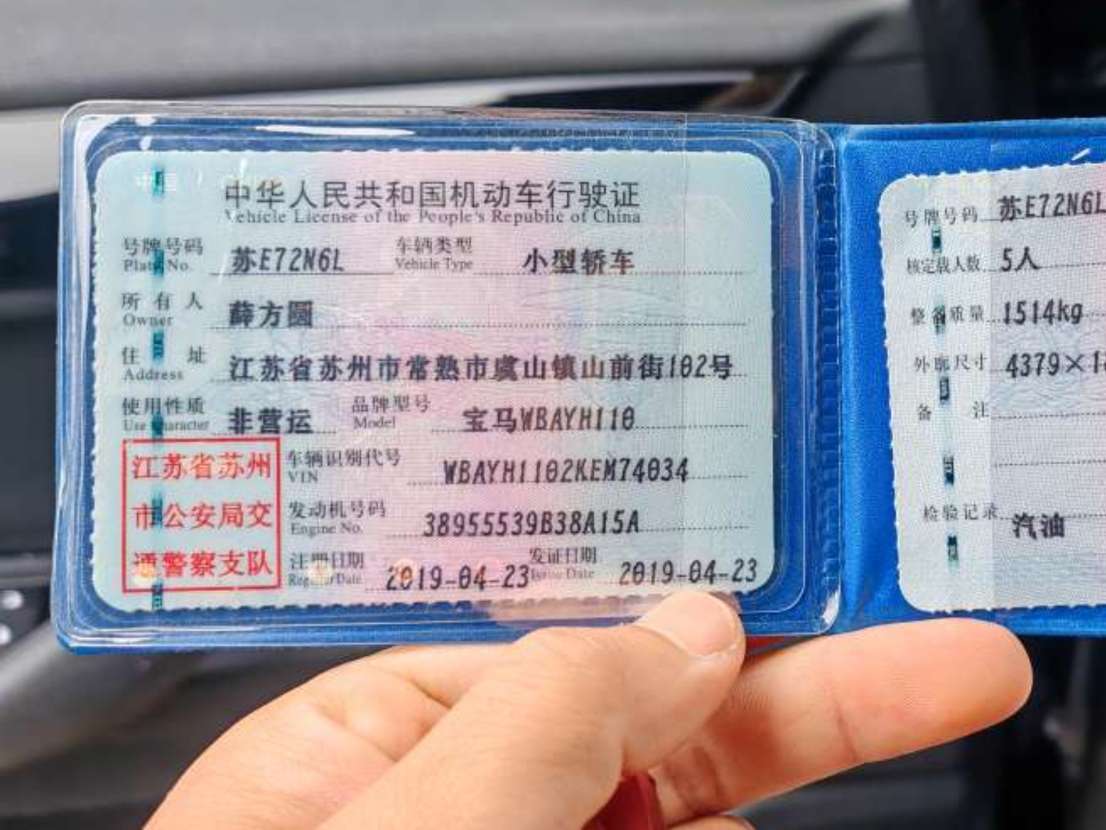 中华人民共和国机动车行驶证
Vehicle License of the People's Republic of China
号牌号码 苏E72N6L 车辆类型 小型轿车
Plate No. Vehicle Type
所有人 薛方圆
Owner
住址 江苏省苏州市常熟市虞山镇山前街102号
Address
使用性质 非营运 品牌型号 宝马WBAYH110
Use Character Model
江苏省苏州
市公安局交
通警察支队
车辆识别代号 WBAYH1102KEM74034
VIN
发动机号码 38955539B38A15A
Engine No.
注册日期 2019-04-23 发证日期 2019-04-23
Register Date Issue Date
号牌号码 苏E72N6L
核定载人数 5人
整备质量 1514kg
外廓尺寸 4379×1
备注
检验记录 汽油